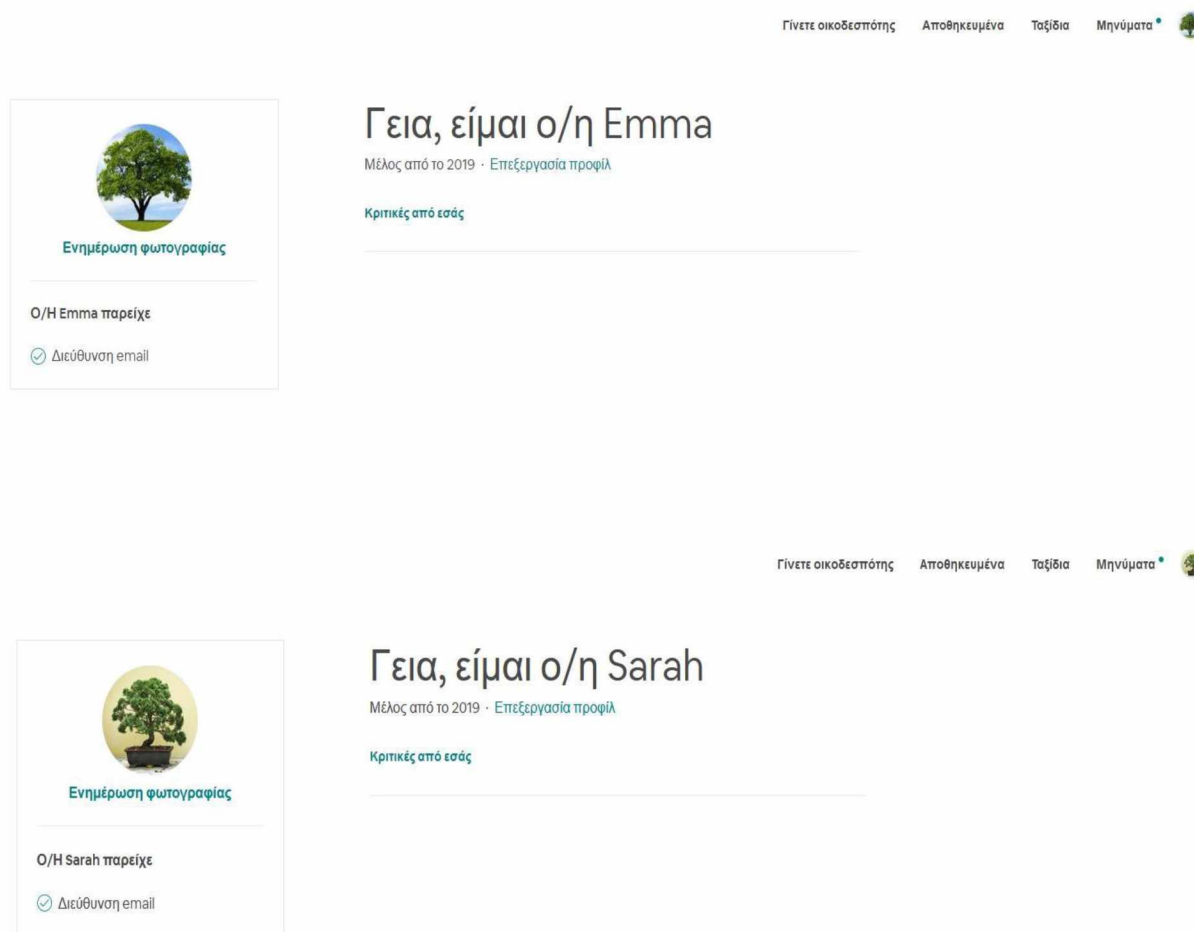 Γίνετε οικοδεσπότης Αποθηκευμένα Ταξίδια Μηνύματα
Γεια, είμαι ο/η Emma
Μέλος από το 2019 · Επεξεργασία προφίλ
Κριτικές από εσάς
Ενημέρωση φωτογραφίας
Ο/Η Emma παρείχε
Διεύθυνση email
Γίνετε οικοδεσπότης Αποθηκευμένα Ταξίδια Μηνύματα
Γεια, είμαι ο/η Sarah
Μέλος από το 2019 · Επεξεργασία προφίλ
Κριτικές από εσάς
Ενημέρωση φωτογραφίας
Ο/Η Sarah παρείχε
Διεύθυνση email